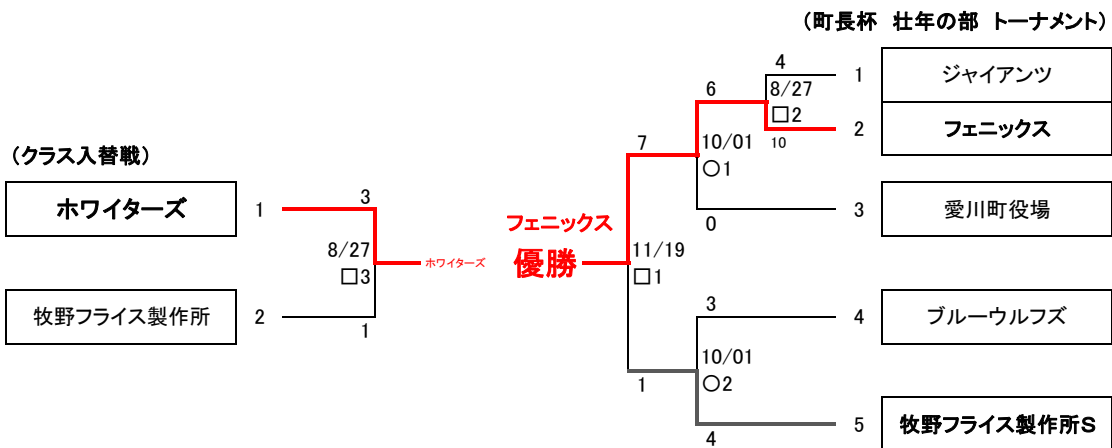 (町長杯 壮年の部 トーナメント)
4
1 ジャイアンツ
6 8/27
□2
2 フェニックス
10
7 10/01
○1
3 愛川町役場
0
(クラス入替戦)
ホワイターズ 1 3
8/27
□3
ホワイターズ
牧野フライス製作所 2
1
フェニックス
優勝
11/19
□1
3
4 ブルーウルフズ
10/01
○2
1
5 牧野フライス製作所S
4